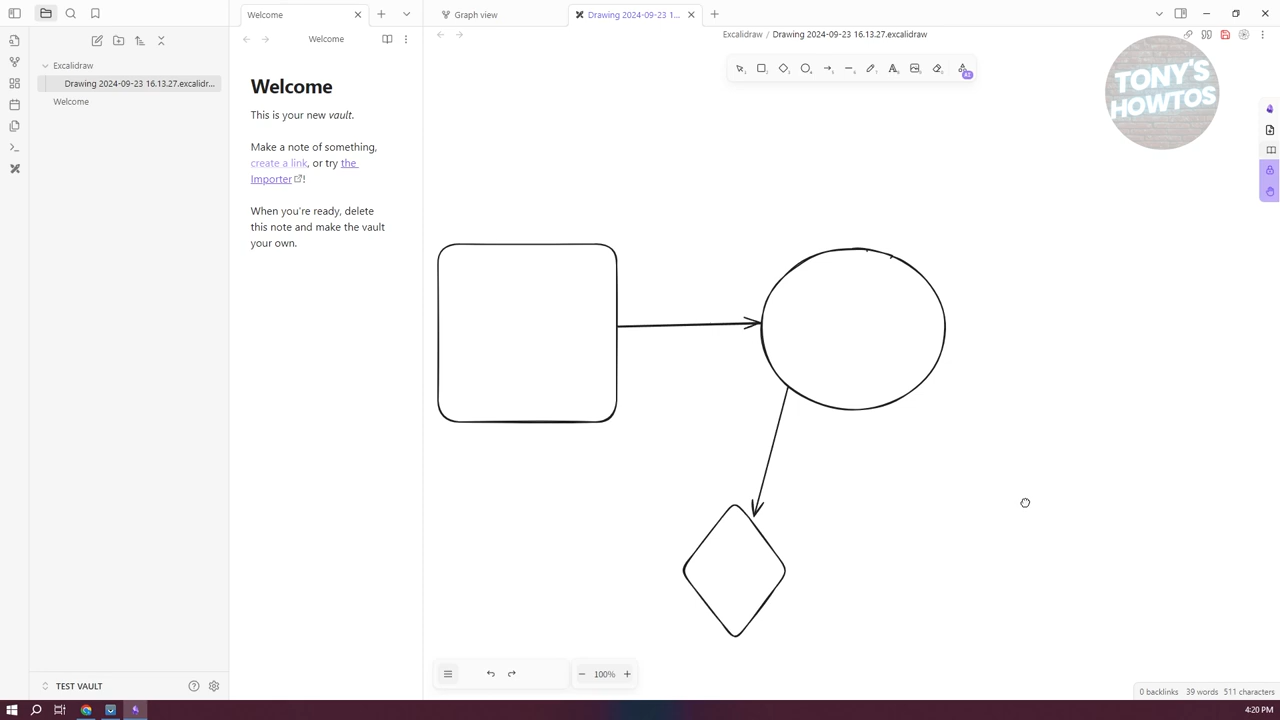 Welcome
Graph view
Drawing 2024-09-23 1...
Welcome
Excalidraw / Drawing 2024-09-23 16.13.27.excalidraw
Excalidraw
Drawing 2024-09-23 16.13.27.excalidr...
Welcome
Welcome
This is your new vault.
Make a note of something,
create a link, or try the
Importer!
When you're ready, delete
this note and make the vault
your own.
TONY'S
HOWTOS
AI
100%
TEST VAULT
0 backlinks 39 words 511 characters
4:20 PM